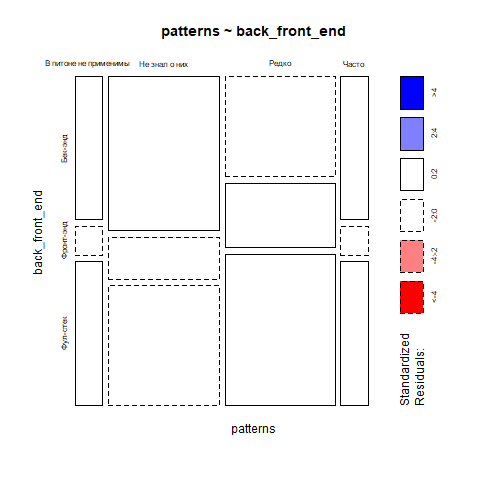 patterns ~ back_front_end
В питоне не применимы
Не знал о них
Редко
Часто
Бек-энд
Фронт-энд
Фул-стек
back_front_end
patterns
>4
2:4
0:2
-2:0
-4:-2
<-4
Standardized
Residuals: